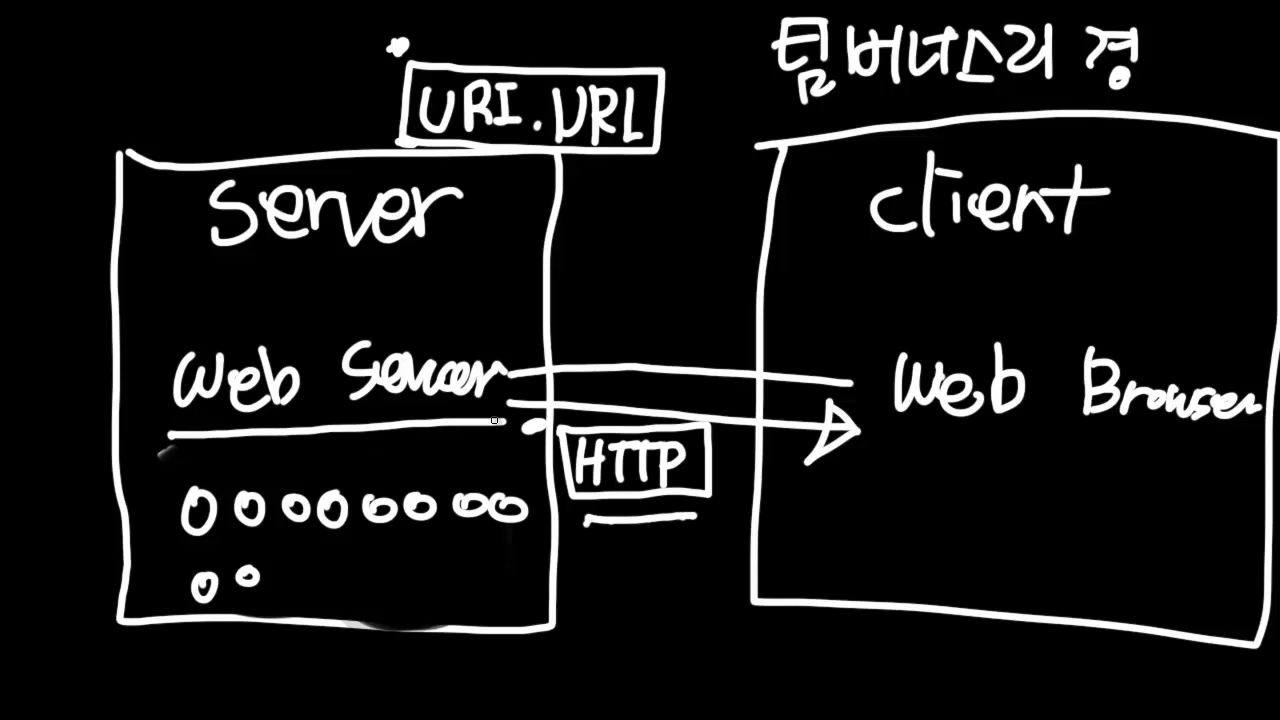 팀버너스리 경
URI.URL
Server
Client
Web Server
Web Browser
HTTP